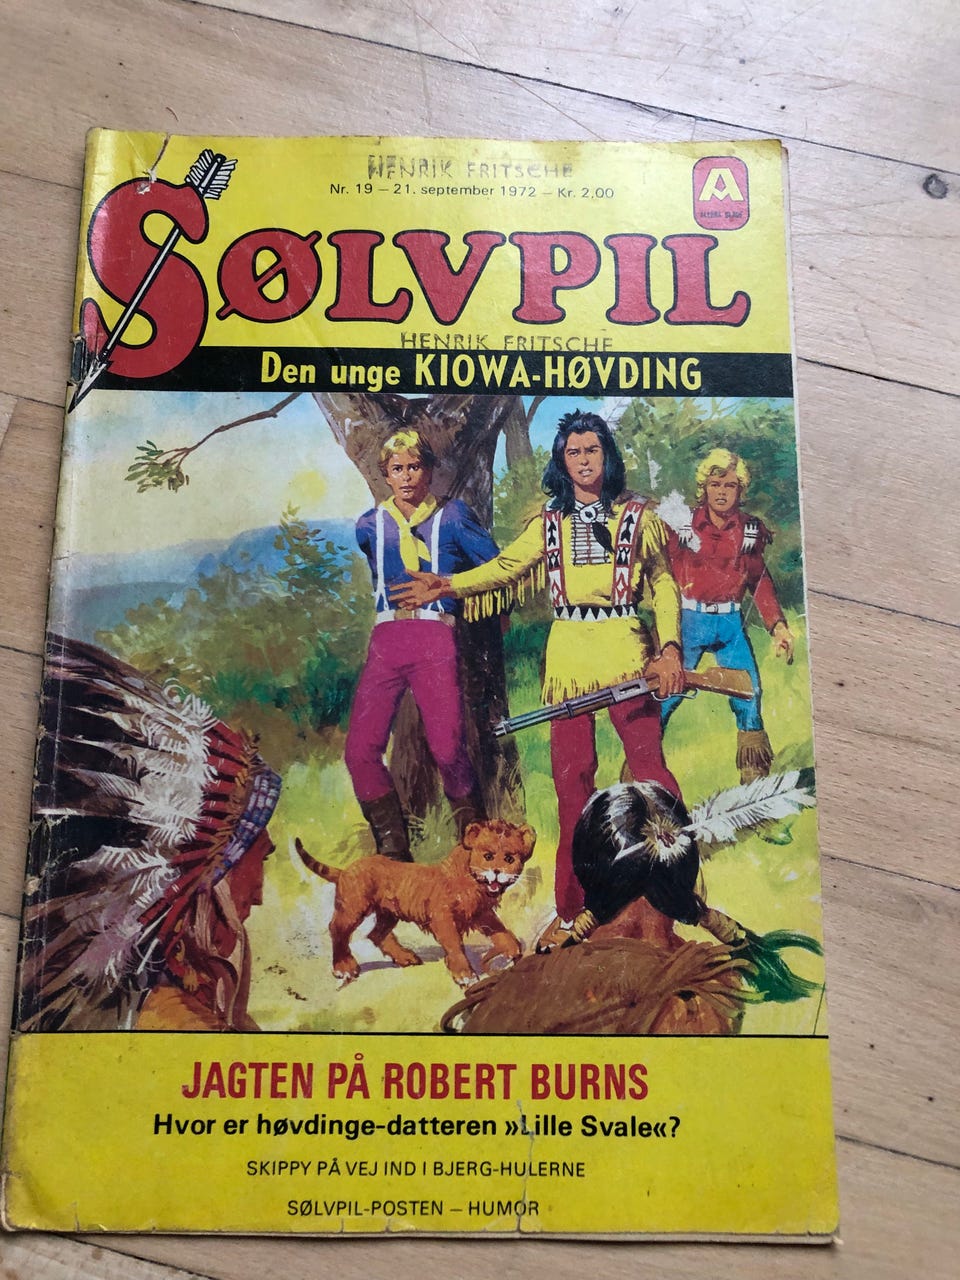 HENRIK FRITSCHE
Nr. 19 – 21. september 1972 – Kr. 2,00
A
SØLVPIL
HENRIK FRITSCHE
Den unge KIOWA-HØVDING
JAGTEN PÅ ROBERT BURNS
Hvor er høvdinge-datteren »Lille Svale«?
SKIPPY PÅ VEJ IND I BJERG-HULERNE
SØLVPIL-POSTEN – HUMOR